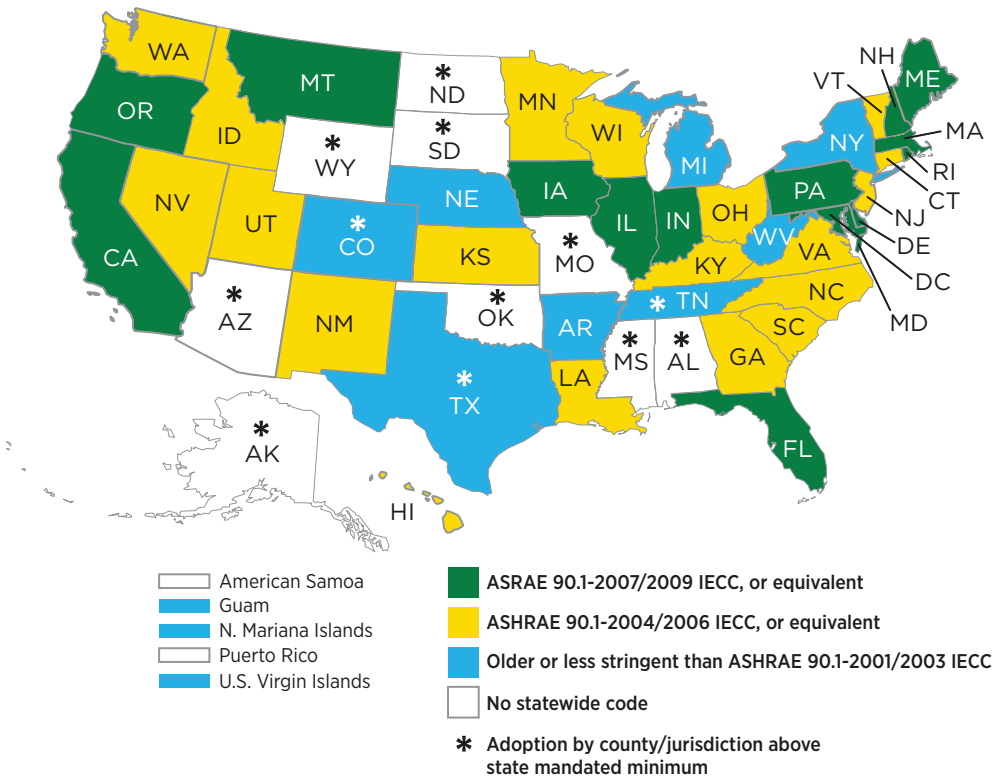 WA
MT
*
ND
MN
VT
NH
ME
OR
ID
*
WY
*
SD
WI
MI
NY
MA
RI
CT
NJ
DE
DC
MD
NV
UT
*
CO
NE
IA
IL
IN
OH
PA
WV
VA
CA
KS
*
MO
KY
NC
*
AZ
NM
*
OK
AR
* TN
SC
*
MS
*
AL
GA
*
TX
LA
FL
*
AK
HI
American Samoa
Guam
N. Mariana Islands
Puerto Rico
U.S. Virgin Islands
ASRAE 90.1-2007/2009 IECC, or equivalent
ASHRAE 90.1-2004/2006 IECC, or equivalent
Older or less stringent than ASHRAE 90.1-2001/2003 IECC
No statewide code
* Adoption by county/jurisdiction above
state mandated minimum